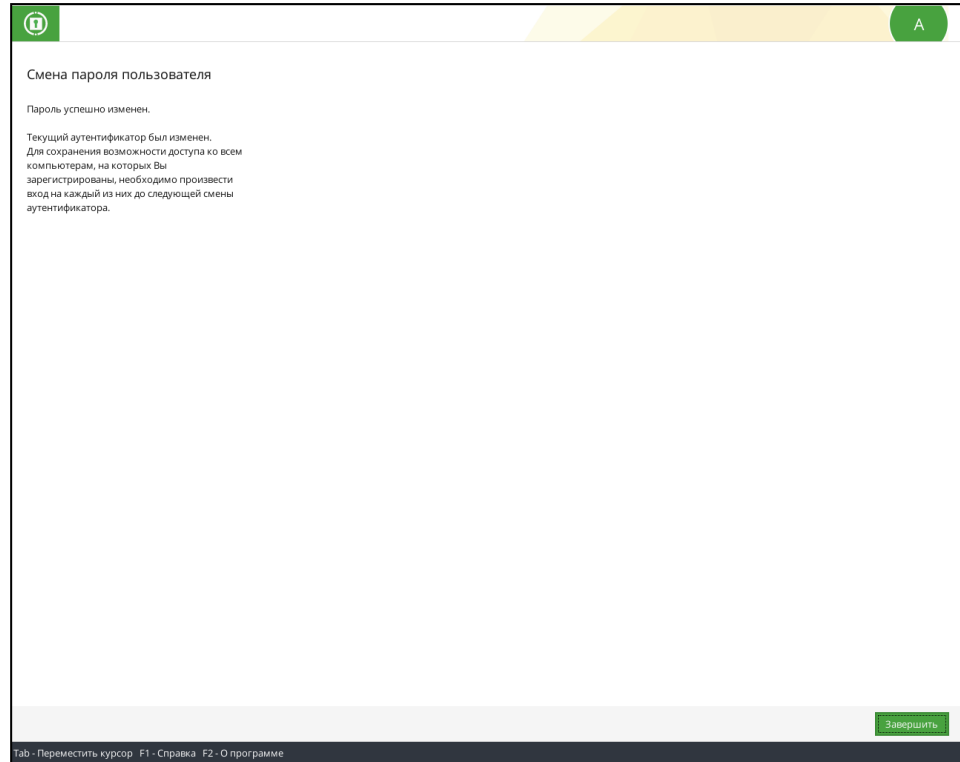 А
Смена пароля пользователя
Пароль успешно изменен.
Текущий аутентификатор был изменен.
Для сохранения возможности доступа ко всем
компьютерам, на которых Вы
зарегистрированы, необходимо произвести
вход на каждый из них до следующей смены
аутентификатора.
Завершить
Tab - Переместить курсор F1 - Справка F2 - О программе